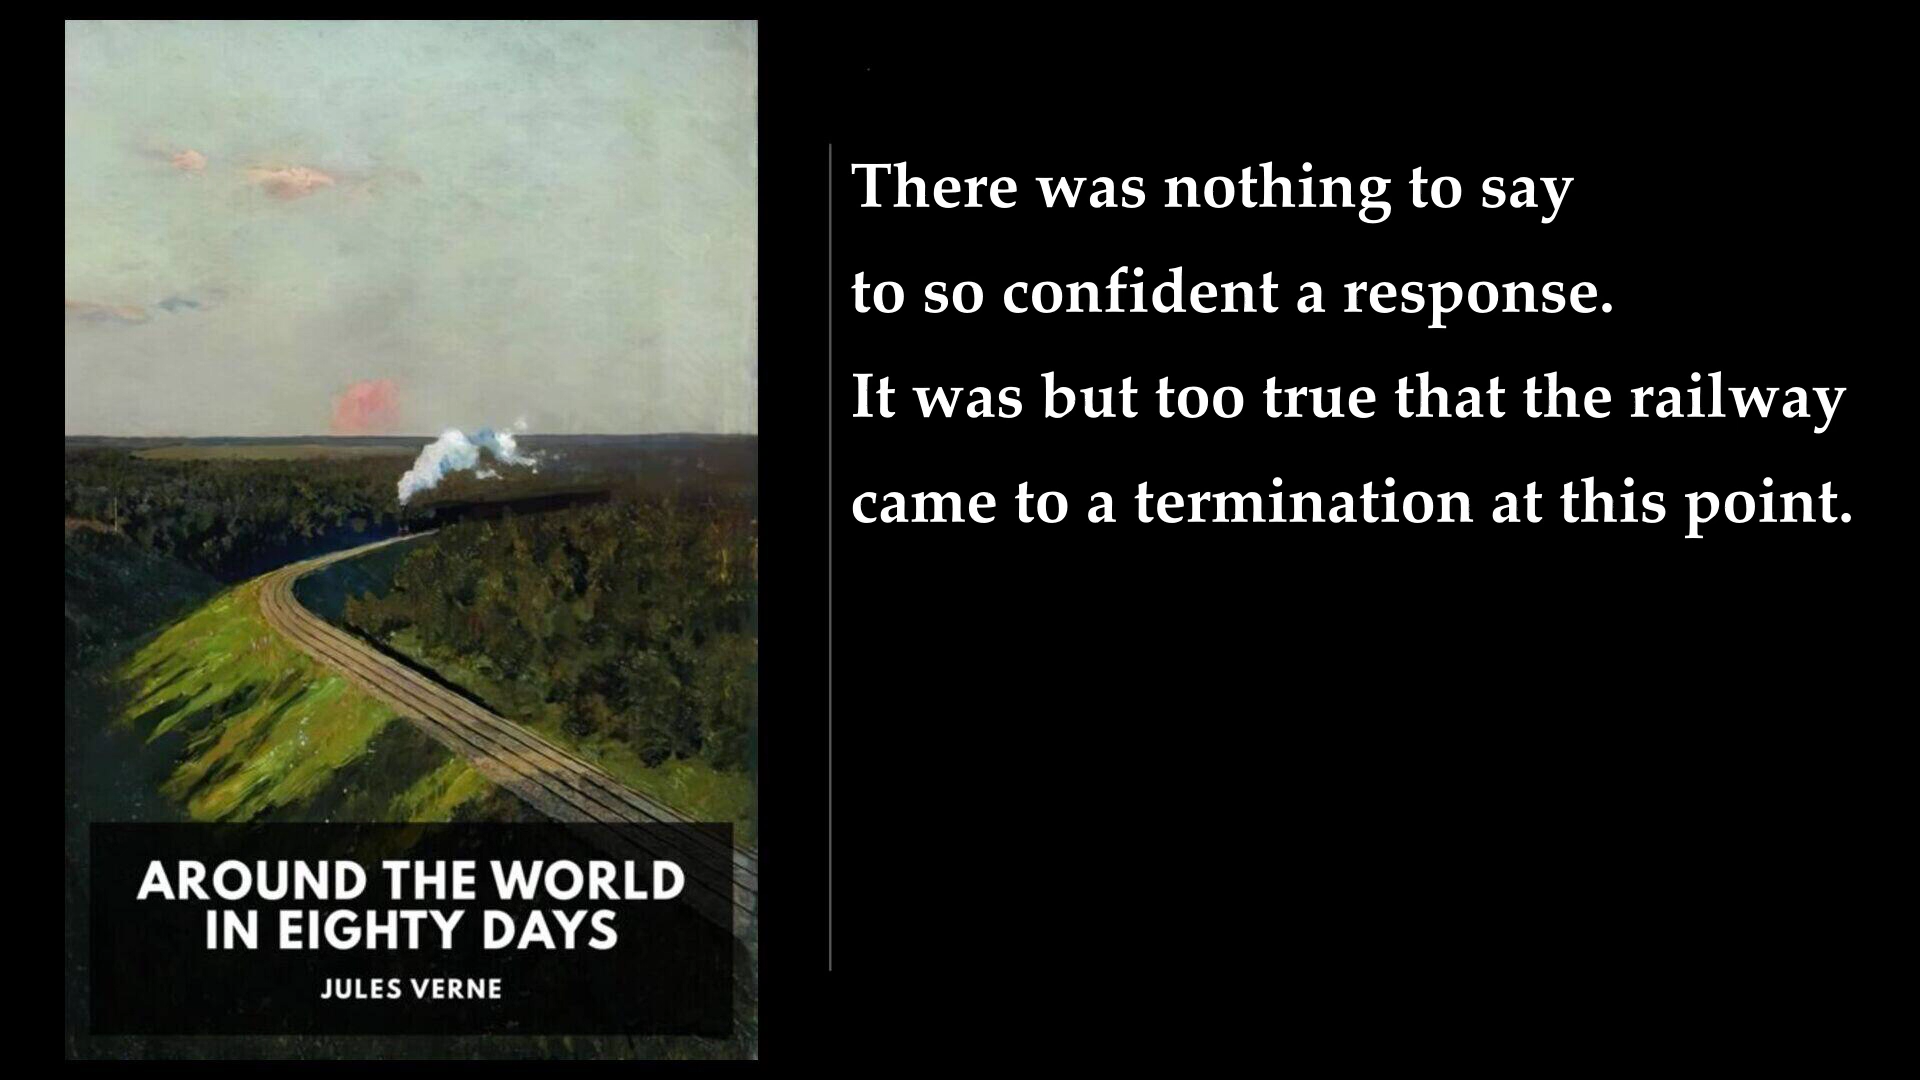 There was nothing to say
to so confident a response.
It was but too true that the railway
came to a termination at this point.
AROUND THE WORLD
IN EIGHTY DAYS
JULES VERNE